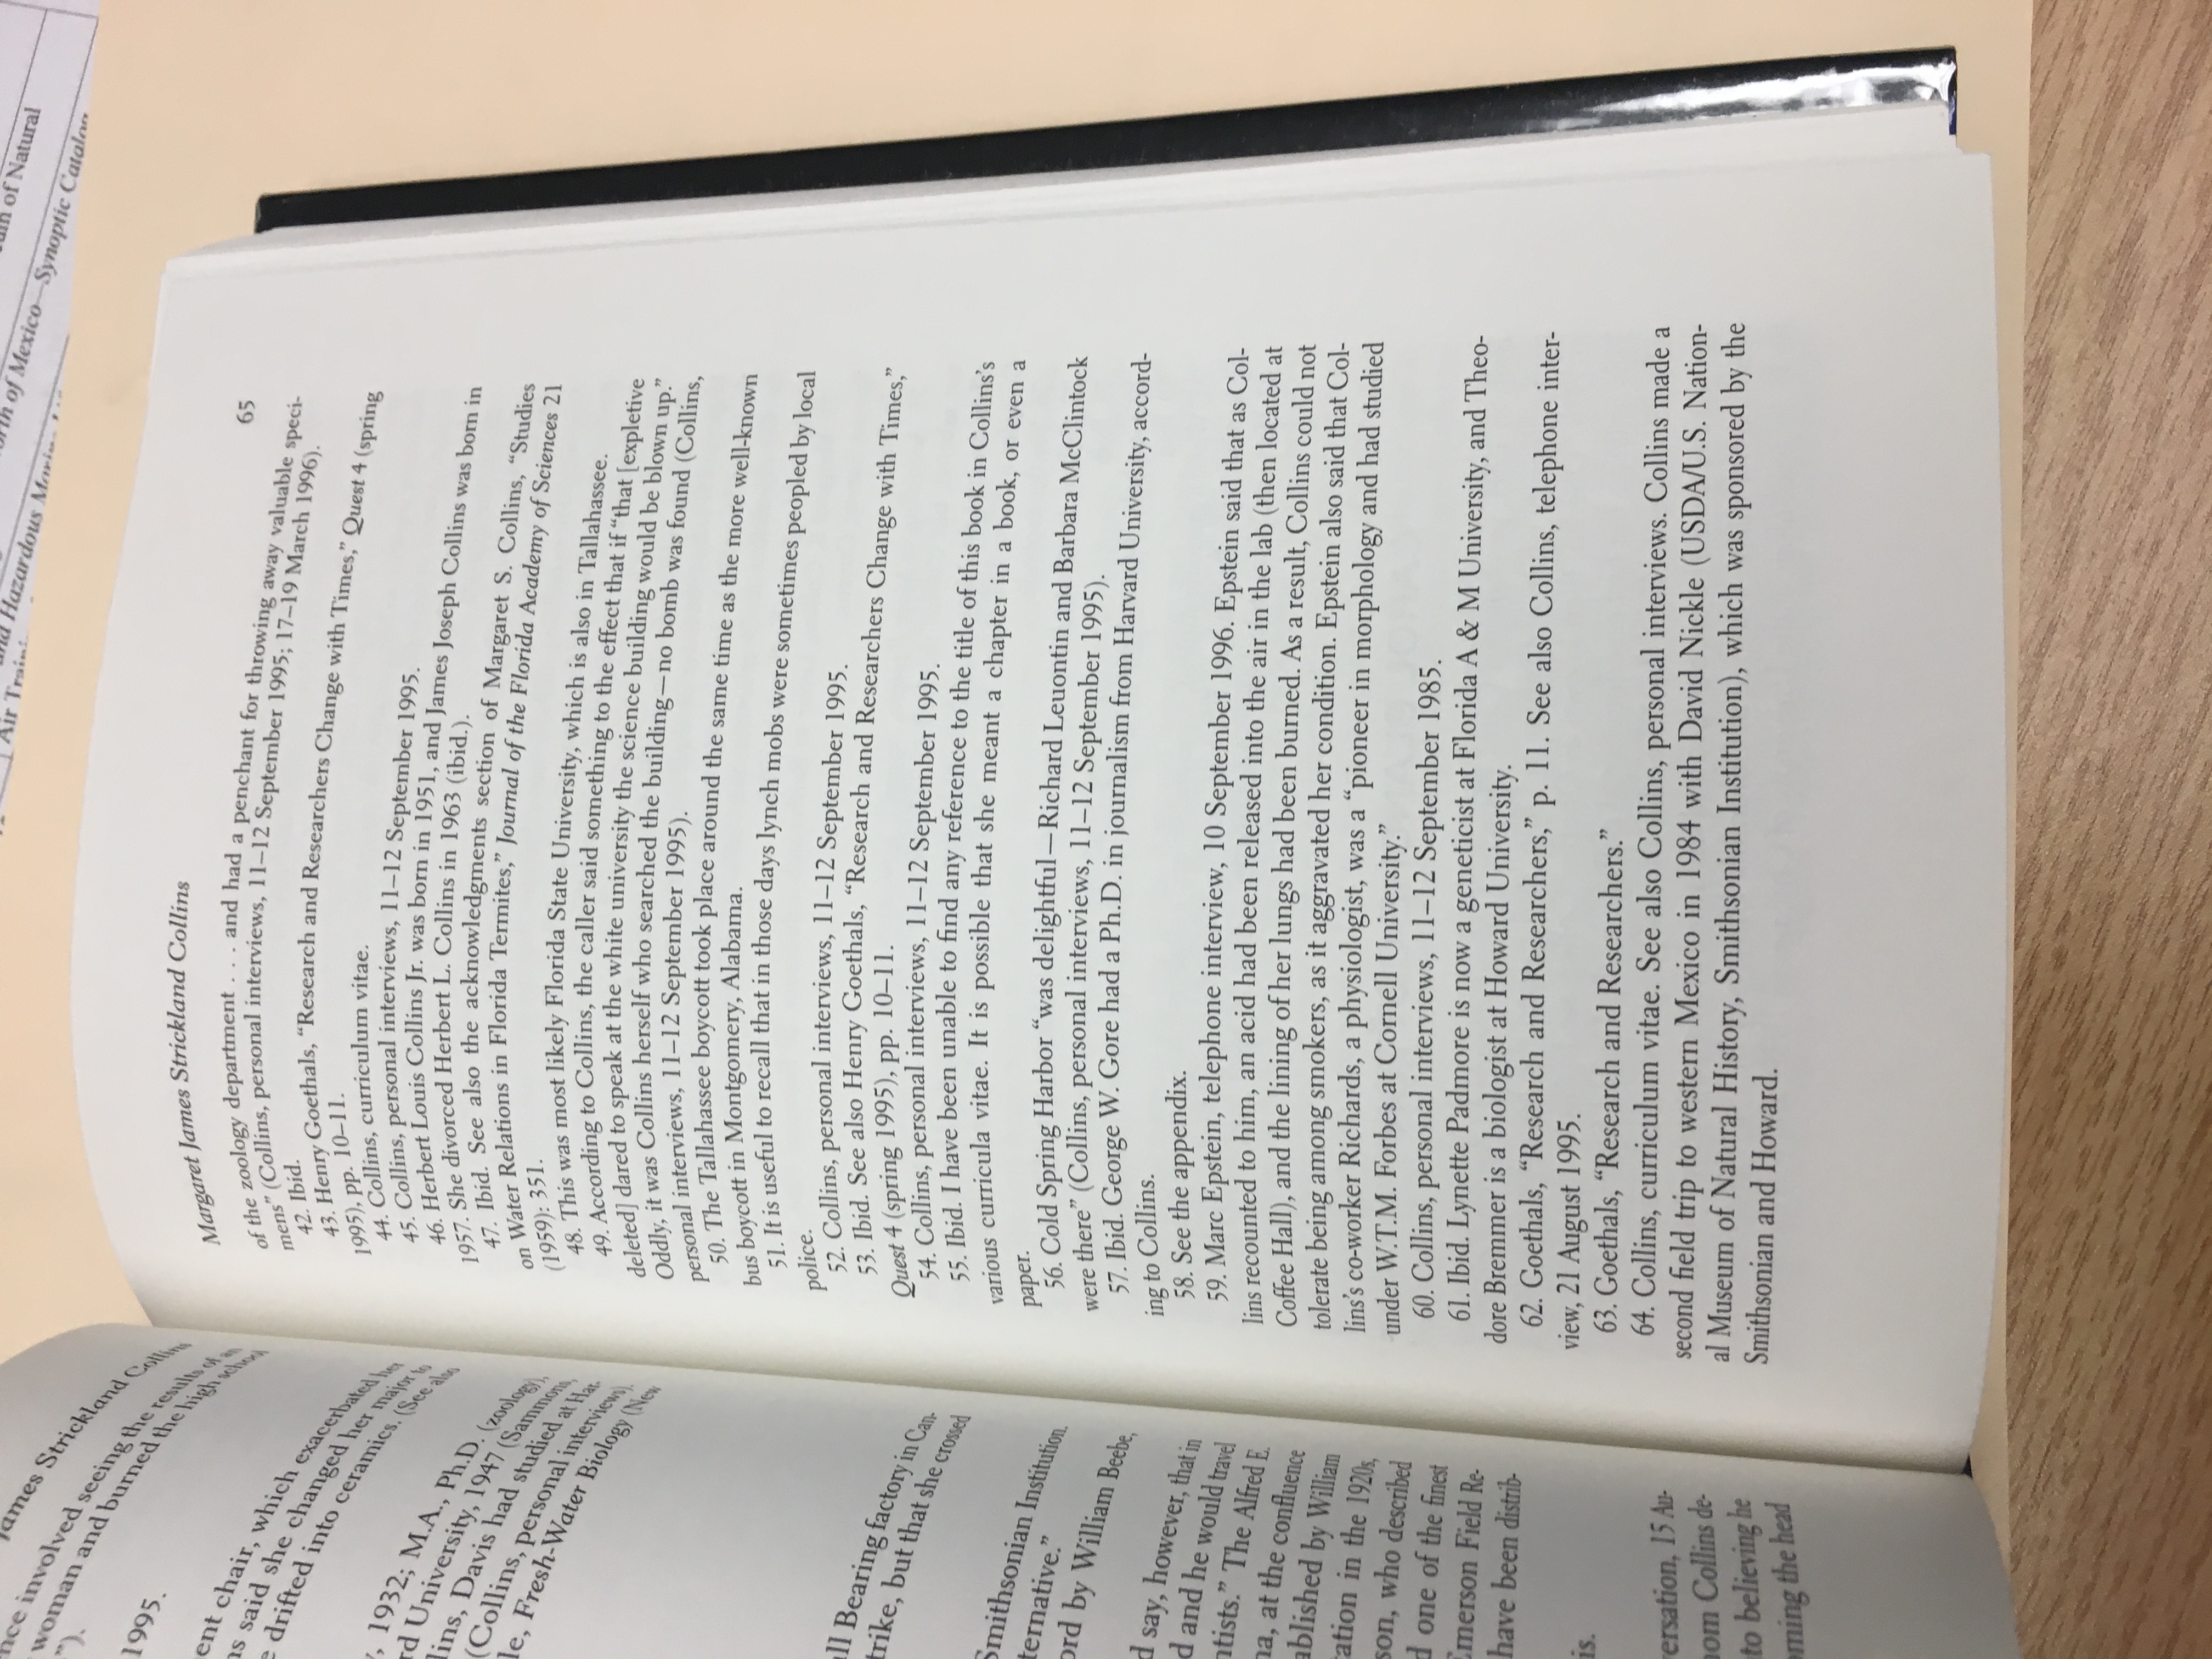 uth of Natural
orth of Mexico—Synoptic Catalog
and Hazardous Marine
Air Traini
James Strickland Collins
nce involved seeing the results of an
woman and burned the high school
”).
1995.
ent chair, which exacerbated her
ns said she changed her major to
e drifted into ceramics. (See also
, 1932; M.A., Ph.D. (zoology),
rd University, 1947 (Sammons,
lins, Davis had studied at Har-
(Collins, personal interviews).
le, Fresh-Water Biology (New
all Bearing factory in Can-
trike, but that she crossed
Smithsonian Institution.
ternative.”
ord by William Beebe,
d say, however, that in
d and he would travel
ntists.” The Alfred E.
na, at the confluence
ablished by William
ation in the 1920s,
son, who described
d one of the finest
Emerson Field Re-
have been distrib-
is.
ersation, 15 Au-
nom Collins de-
to believing he
oming the head
Margaret James Strickland Collins
65
of the zoology department . . . and had a penchant for throwing away valuable speci-
mens” (Collins, personal interviews, 11–12 September 1995; 17–19 March 1996).
42. Ibid.
43. Henry Goethals, “Research and Researchers Change with Times,” Quest 4 (spring
1995), pp. 10–11.
44. Collins, curriculum vitae.
45. Collins, personal interviews, 11–12 September 1995.
46. Herbert Louis Collins Jr. was born in 1951, and James Joseph Collins was born in
1957. She divorced Herbert L. Collins in 1963 (ibid.).
47. Ibid. See also the acknowledgments section of Margaret S. Collins, “Studies
on Water Relations in Florida Termites,” Journal of the Florida Academy of Sciences 21
(1959): 351.
48. This was most likely Florida State University, which is also in Tallahassee.
49. According to Collins, the caller said something to the effect that if “that [expletive
deleted] dared to speak at the white university the science building would be blown up.”
Oddly, it was Collins herself who searched the building—no bomb was found (Collins,
personal interviews, 11–12 September 1995).
50. The Tallahassee boycott took place around the same time as the more well-known
bus boycott in Montgomery, Alabama.
51. It is useful to recall that in those days lynch mobs were sometimes peopled by local
police.
52. Collins, personal interviews, 11–12 September 1995.
53. Ibid. See also Henry Goethals, “Research and Researchers Change with Times,”
Quest 4 (spring 1995), pp. 10–11.
54. Collins, personal interviews, 11–12 September 1995.
55. Ibid. I have been unable to find any reference to the title of this book in Collins’s
various curricula vitae. It is possible that she meant a chapter in a book, or even a
paper.
56. Cold Spring Harbor “was delightful—Richard Leuontin and Barbara McClintock
were there” (Collins, personal interviews, 11–12 September 1995).
57. Ibid. George W. Gore had a Ph.D. in journalism from Harvard University, accord-
ing to Collins.
58. See the appendix.
59. Marc Epstein, telephone interview, 10 September 1996. Epstein said that as Col-
lins recounted to him, an acid had been released into the air in the lab (then located at
Coffee Hall), and the lining of her lungs had been burned. As a result, Collins could not
tolerate being among smokers, as it aggravated her condition. Epstein also said that Col-
lins’s co-worker Richards, a physiologist, was a “pioneer in morphology and had studied
under W.T.M. Forbes at Cornell University.”
60. Collins, personal interviews, 11–12 September 1985.
61. Ibid. Lynette Padmore is now a geneticist at Florida A & M University, and Theo-
dore Bremmer is a biologist at Howard University.
62. Goethals, “Research and Researchers,” p. 11. See also Collins, telephone inter-
view, 21 August 1995.
63. Goethals, “Research and Researchers.”
64. Collins, curriculum vitae. See also Collins, personal interviews. Collins made a
second field trip to western Mexico in 1984 with David Nickle (USDA/U.S. Nation-
al Museum of Natural History, Smithsonian Institution), which was sponsored by the
Smithsonian and Howard.